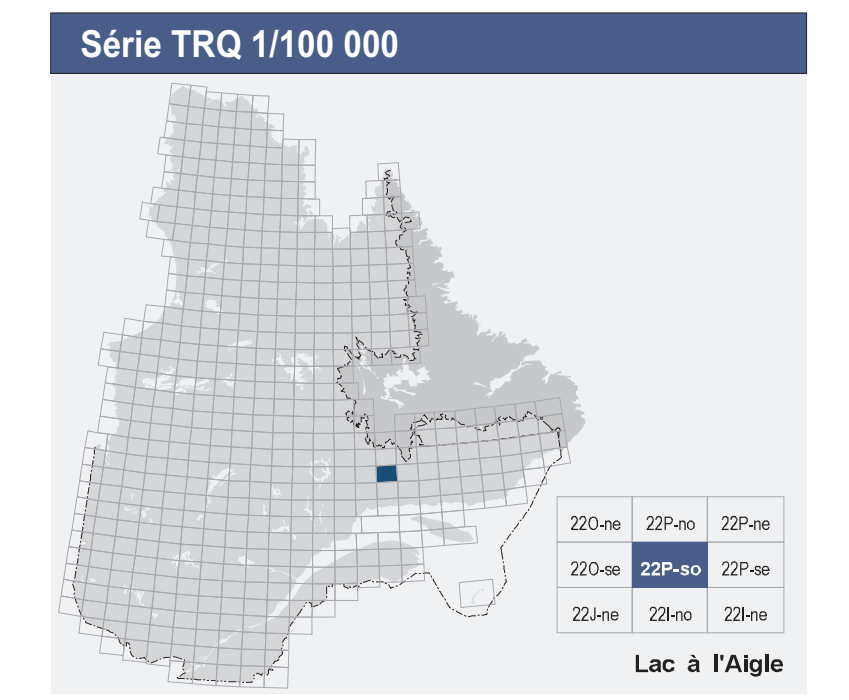 Série TRQ 1/100 000
22O-ne 22P-no 22P-ne
22O-se 22P-so 22P-se
22J-ne 22I-no 22I-ne
Lac à l'Aigle